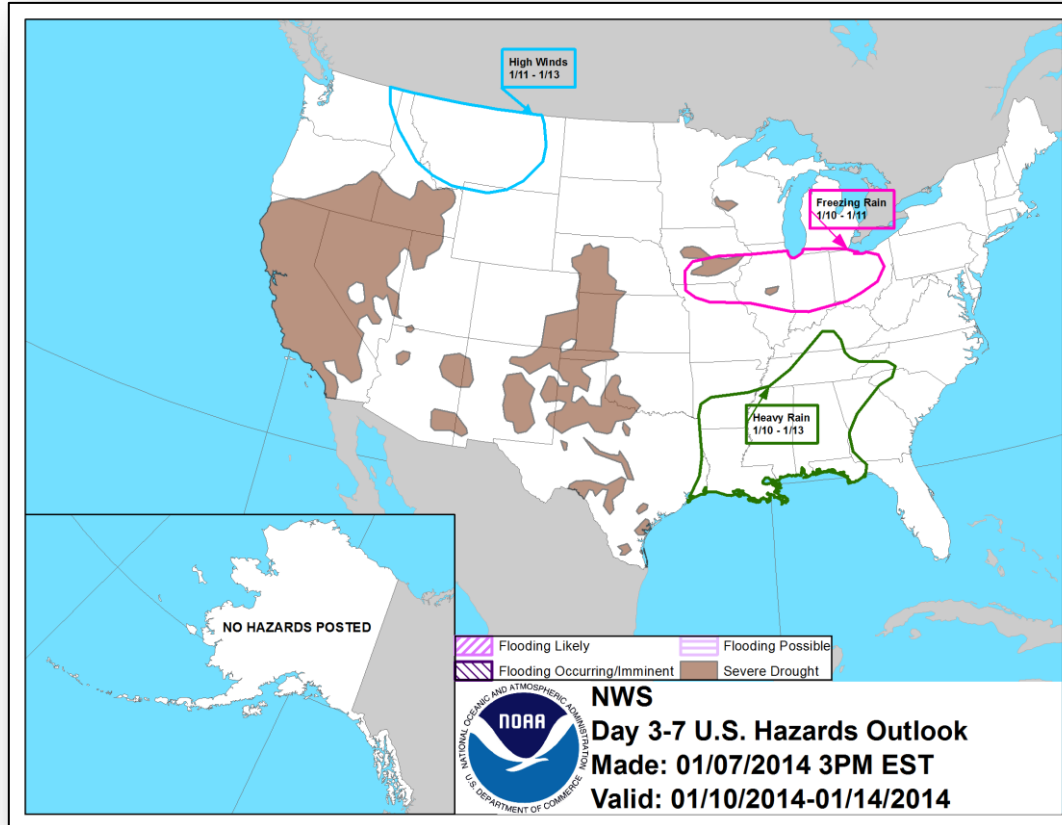 High Winds
1/11 - 1/13
Freezing Rain
1/10 - 1/11
Heavy Rain
1/10 - 1/13
NO HAZARDS POSTED
Flooding Likely
Flooding Possible
Flooding Occurring/Imminent
Severe Drought
NATIONAL OCEANIC AND ATMOSPHERIC ADMINISTRATION
NOAA
U.S. DEPARTMENT OF COMMERCE
NWS
Day 3-7 U.S. Hazards Outlook
Made: 01/07/2014 3PM EST
Valid: 01/10/2014-01/14/2014